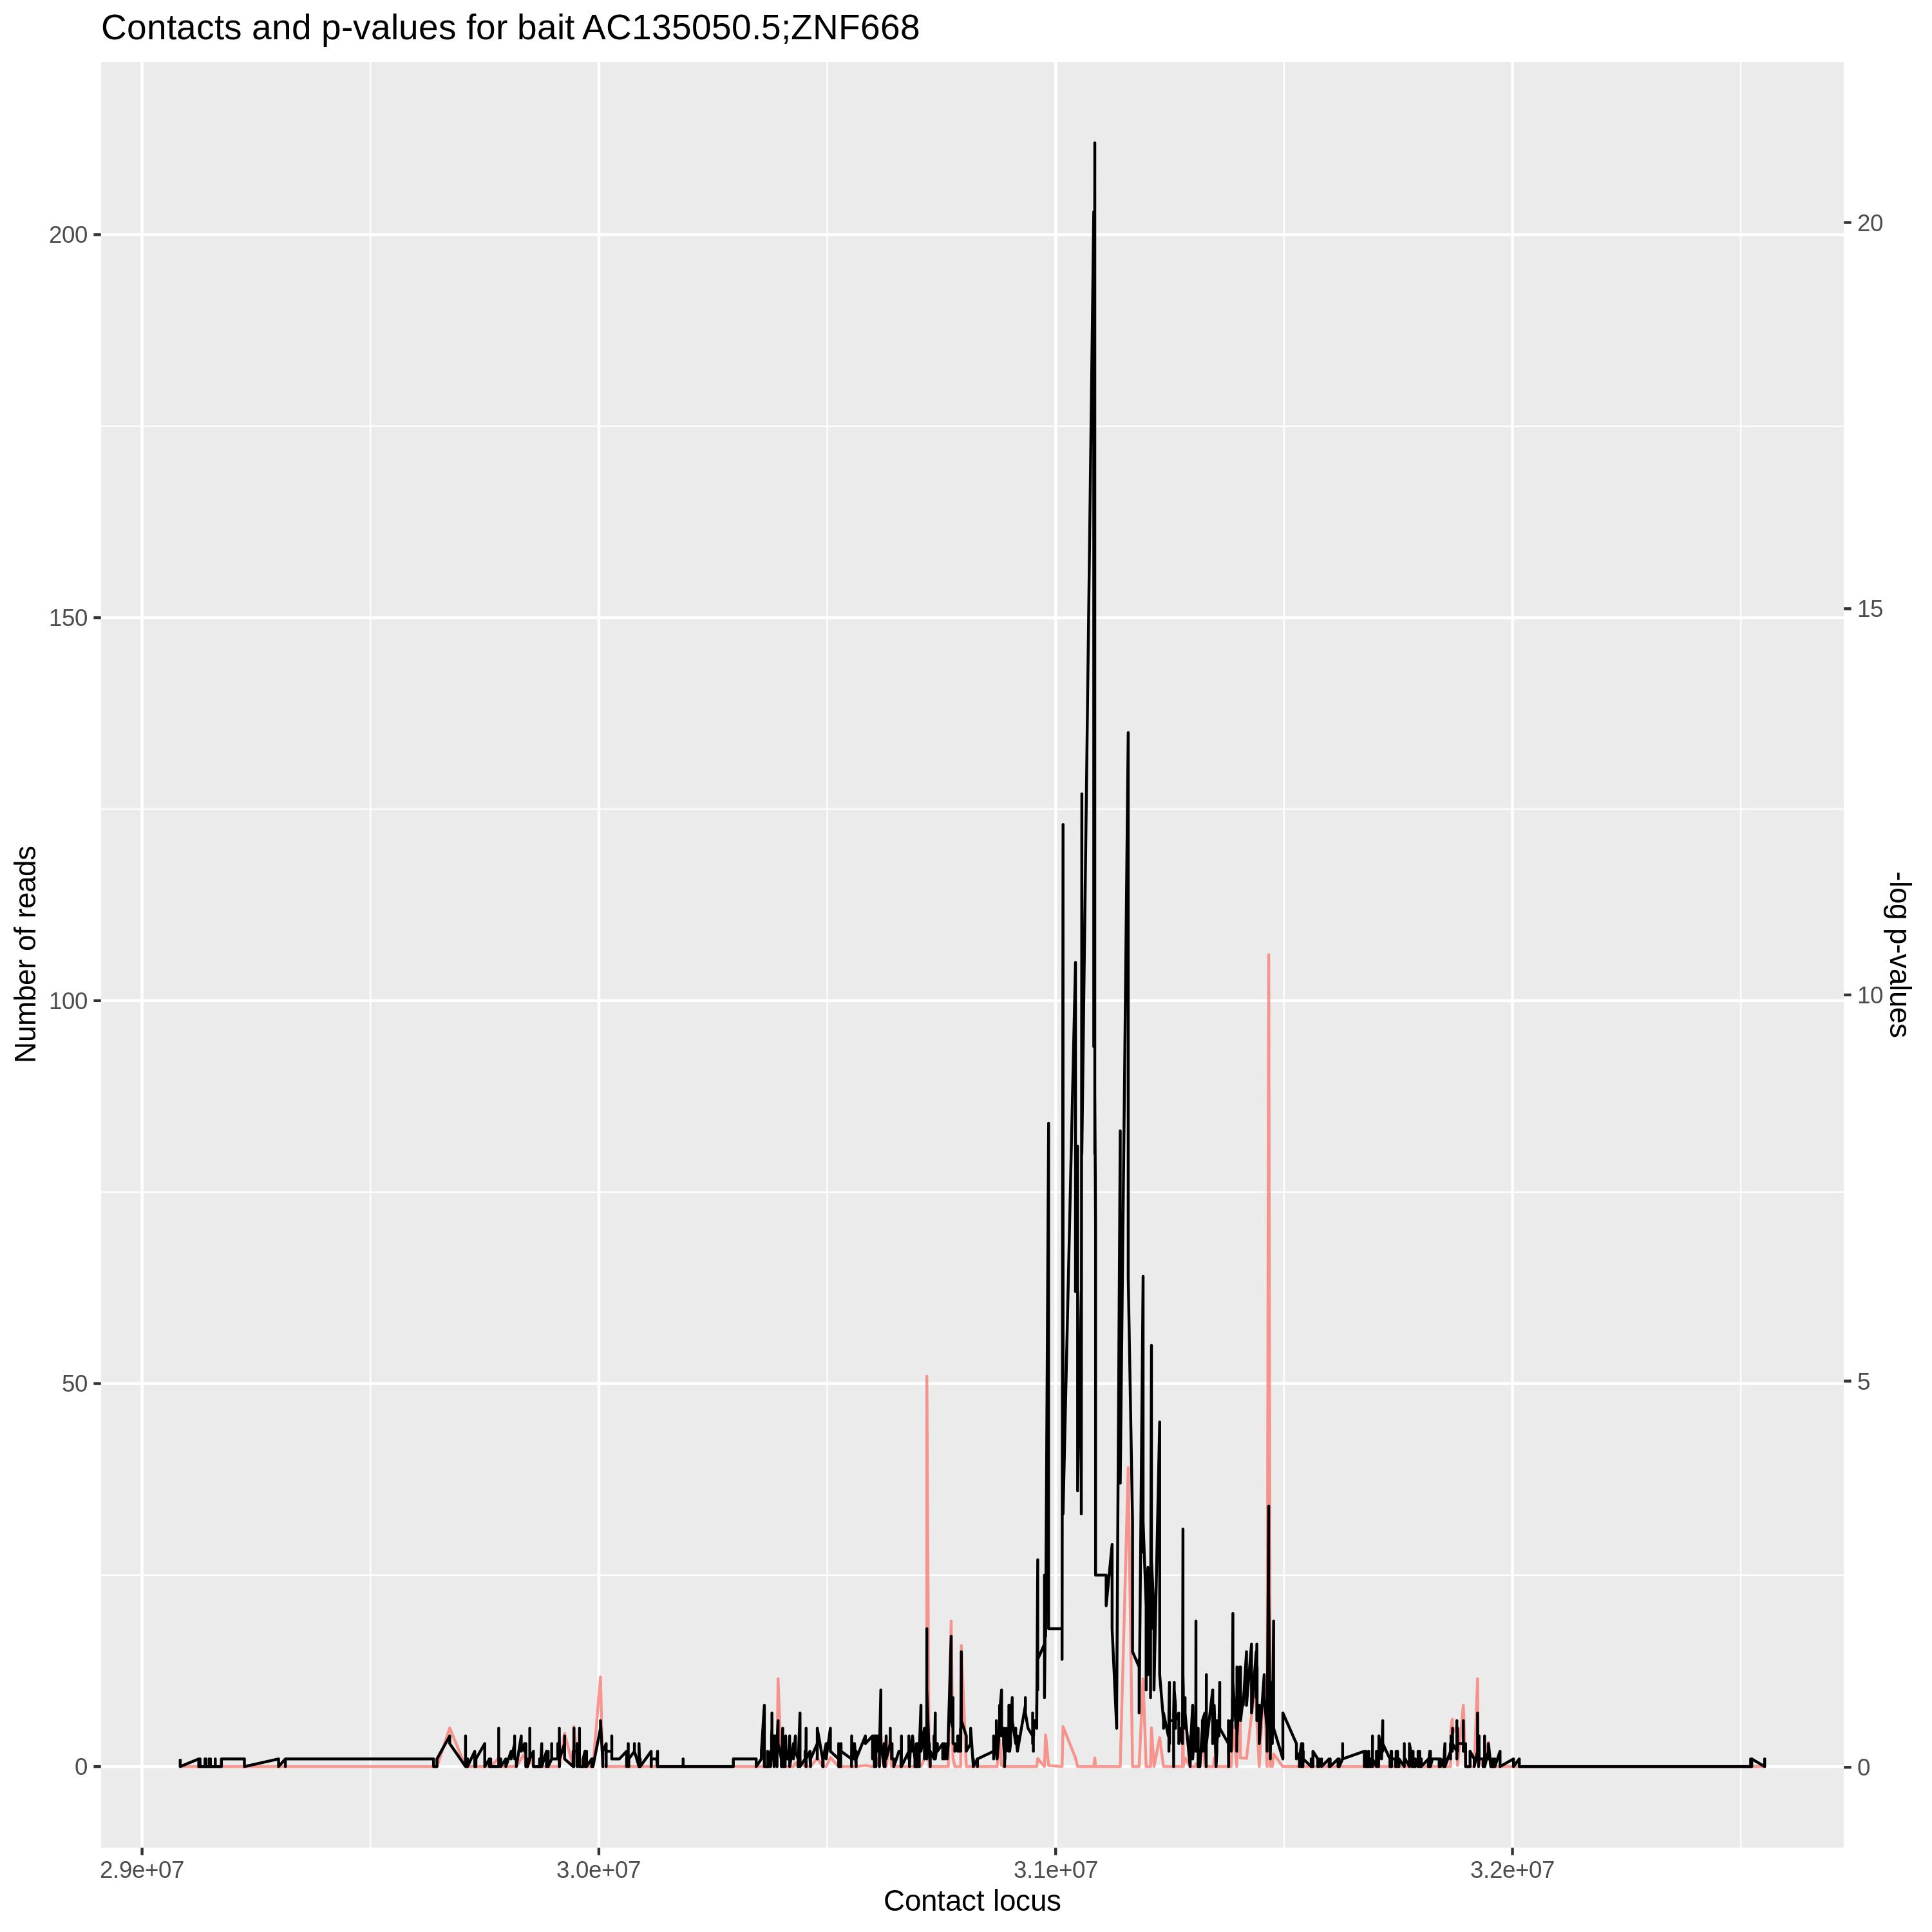 Contacts and p-values for bait AC135050.5;ZNF668
200
150
100
50
0
Number of reads
20
15
10
5
0
-log p-values
2.9e+07
3.0e+07
3.1e+07
3.2e+07
Contact locus